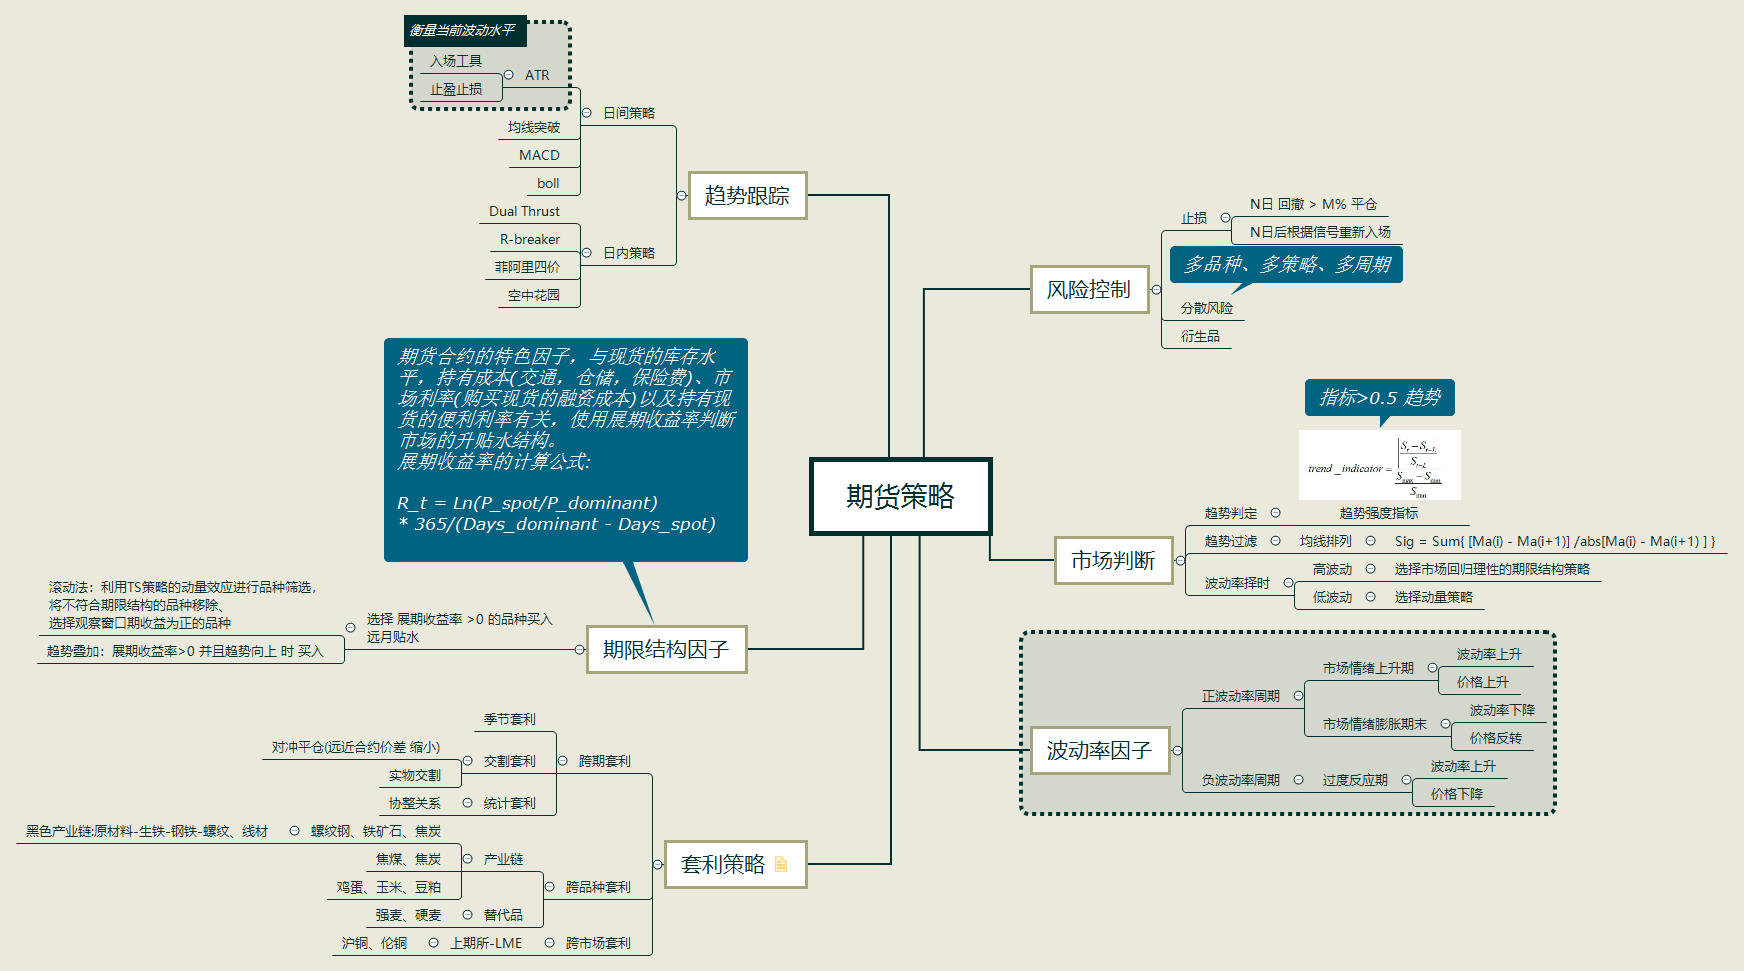 期货策略
趋势跟踪
日间策略
衡量当前波动水平
ATR
入场工具
止盈止损
均线突破
MACD
boll
日内策略
Dual Thrust
R-breaker
菲阿里四价
空中花园
期货合约的特色因子，与现货的库存水
平，持有成本(交通，仓储，保险费)、市
场利率(购买现货的融资成本)以及持有现
货的便利利率有关，使用展期收益率判断
市场的升贴水结构。
展期收益率的计算公式:
R_t = Ln(P_spot/P_dominant)
* 365/(Days_dominant - Days_spot)
期限结构因子
选择 展期收益率 >0 的品种买入
远月贴水
滚动法：利用TS策略的动量效应进行品种筛选，
将不符合期限结构的品种移除、
选择观察窗口期收益为正的品种
趋势叠加：展期收益率>0 并且趋势向上 时 买入
套利策略
跨期套利
季节套利
交割套利
对冲平仓(远近合约价差 缩小)
实物交割
统计套利
协整关系
跨品种套利
产业链
螺纹钢、铁矿石、焦炭
黑色产业链:原材料-生铁-钢铁-螺纹、线材
焦煤、焦炭
鸡蛋、玉米、豆粕
替代品
强麦、硬麦
跨市场套利
上期所-LME
沪铜、伦铜
风险控制
止损
N日 回撤 > M% 平仓
N日后根据信号重新入场
多品种、多策略、多周期
分散风险
衍生品
市场判断
指标>0.5 趋势
trend_indicator = |(S_t − S_{t−L}) / S_{t−L}| / ((S_max − S_min) / S_min)
趋势判定
趋势强度指标
趋势过滤
均线排列
Sig = Sum{ [Ma(i) - Ma(i+1)] /abs[Ma(i) - Ma(i+1) ] }
波动率择时
高波动
选择市场回归理性的期限结构策略
低波动
选择动量策略
波动率因子
正波动率周期
市场情绪上升期
波动率上升
价格上升
市场情绪膨胀期末
波动率下降
价格反转
负波动率周期
过度反应期
波动率上升
价格下降